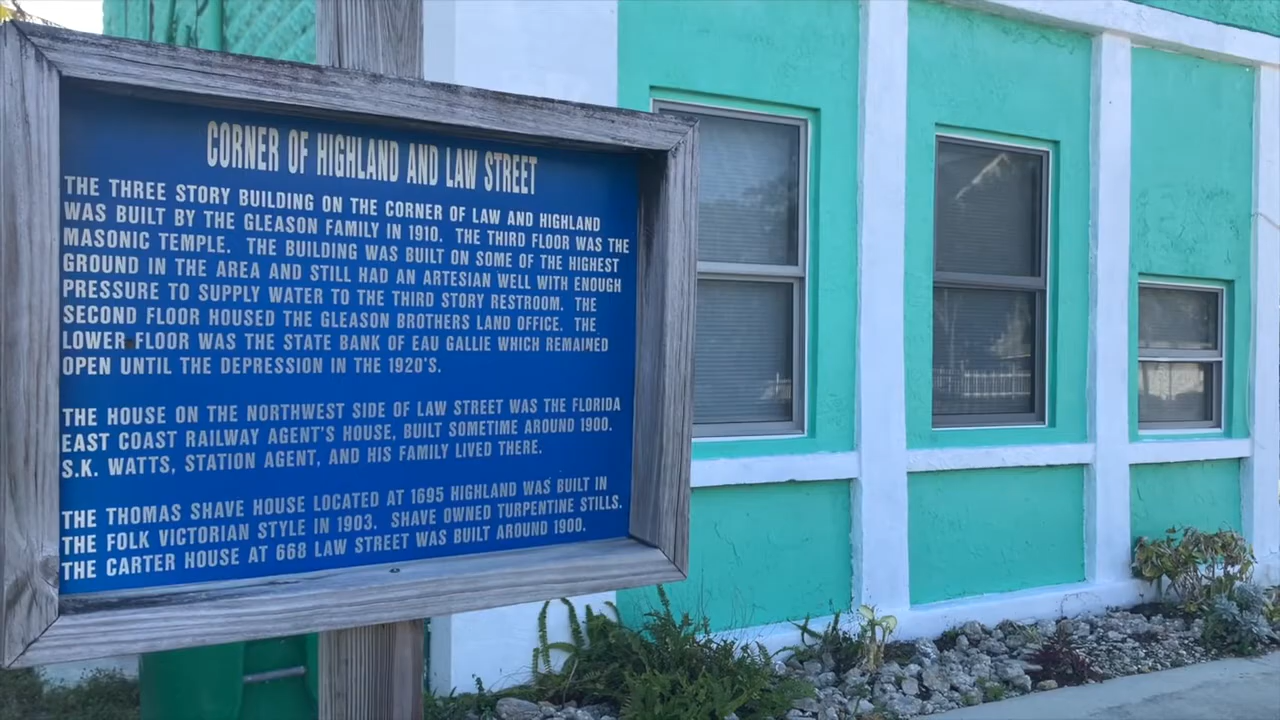 CORNER OF HIGHLAND AND LAW STREET
THE THREE STORY BUILDING ON THE CORNER OF LAW AND HIGHLAND
WAS BUILT BY THE GLEASON FAMILY IN 1910. THE THIRD FLOOR WAS THE
MASONIC TEMPLE. THE BUILDING WAS BUILT ON SOME OF THE HIGHEST
GROUND IN THE AREA AND STILL HAD AN ARTESIAN WELL WITH ENOUGH
PRESSURE TO SUPPLY WATER TO THE THIRD STORY RESTROOM. THE
SECOND FLOOR HOUSED THE GLEASON BROTHERS LAND OFFICE. THE
LOWER FLOOR WAS THE STATE BANK OF EAU GALLIE WHICH REMAINED
OPEN UNTIL THE DEPRESSION IN THE 1920'S.
THE HOUSE ON THE NORTHWEST SIDE OF LAW STREET WAS THE FLORIDA
EAST COAST RAILWAY AGENT'S HOUSE, BUILT SOMETIME AROUND 1900.
S.K. WATTS, STATION AGENT, AND HIS FAMILY LIVED THERE.
THE THOMAS SHAVE HOUSE LOCATED AT 1695 HIGHLAND WAS BUILT IN
THE FOLK VICTORIAN STYLE IN 1903. SHAVE OWNED TURPENTINE STILLS.
THE CARTER HOUSE AT 668 LAW STREET WAS BUILT AROUND 1900.